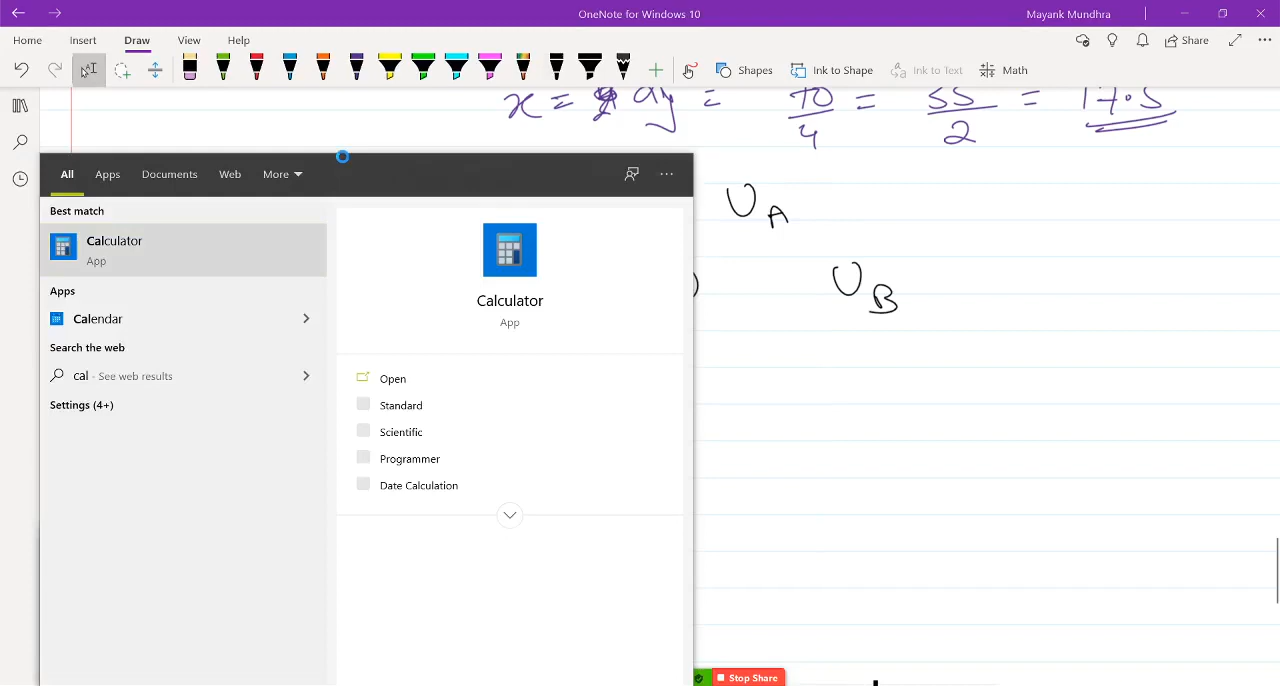 OneNote for Windows 10
Mayank Mundhra
Home Insert Draw View Help
Share
Shapes Ink to Shape Ink to Text Math
x = dy = 70/4 = 35/2 = 17.5
All Apps Documents Web More
Best match
Calculator
App
Apps
Calendar
Search the web
cal - See web results
Settings (4+)
Calculator
App
Open
Standard
Scientific
Programmer
Date Calculation
U A
) U B
Stop Share